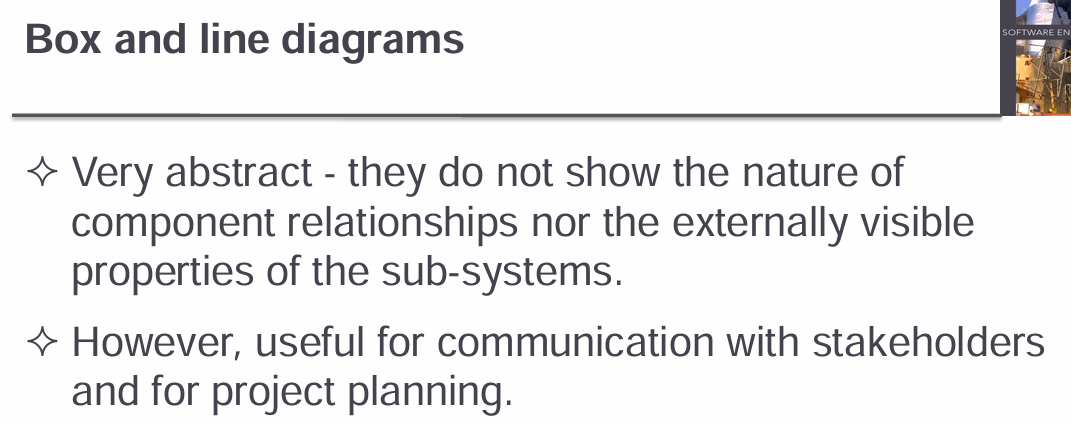 Box and line diagrams
SOFTWARE EN
✧ Very abstract - they do not show the nature of
component relationships nor the externally visible
properties of the sub-systems.
✧ However, useful for communication with stakeholders
and for project planning.